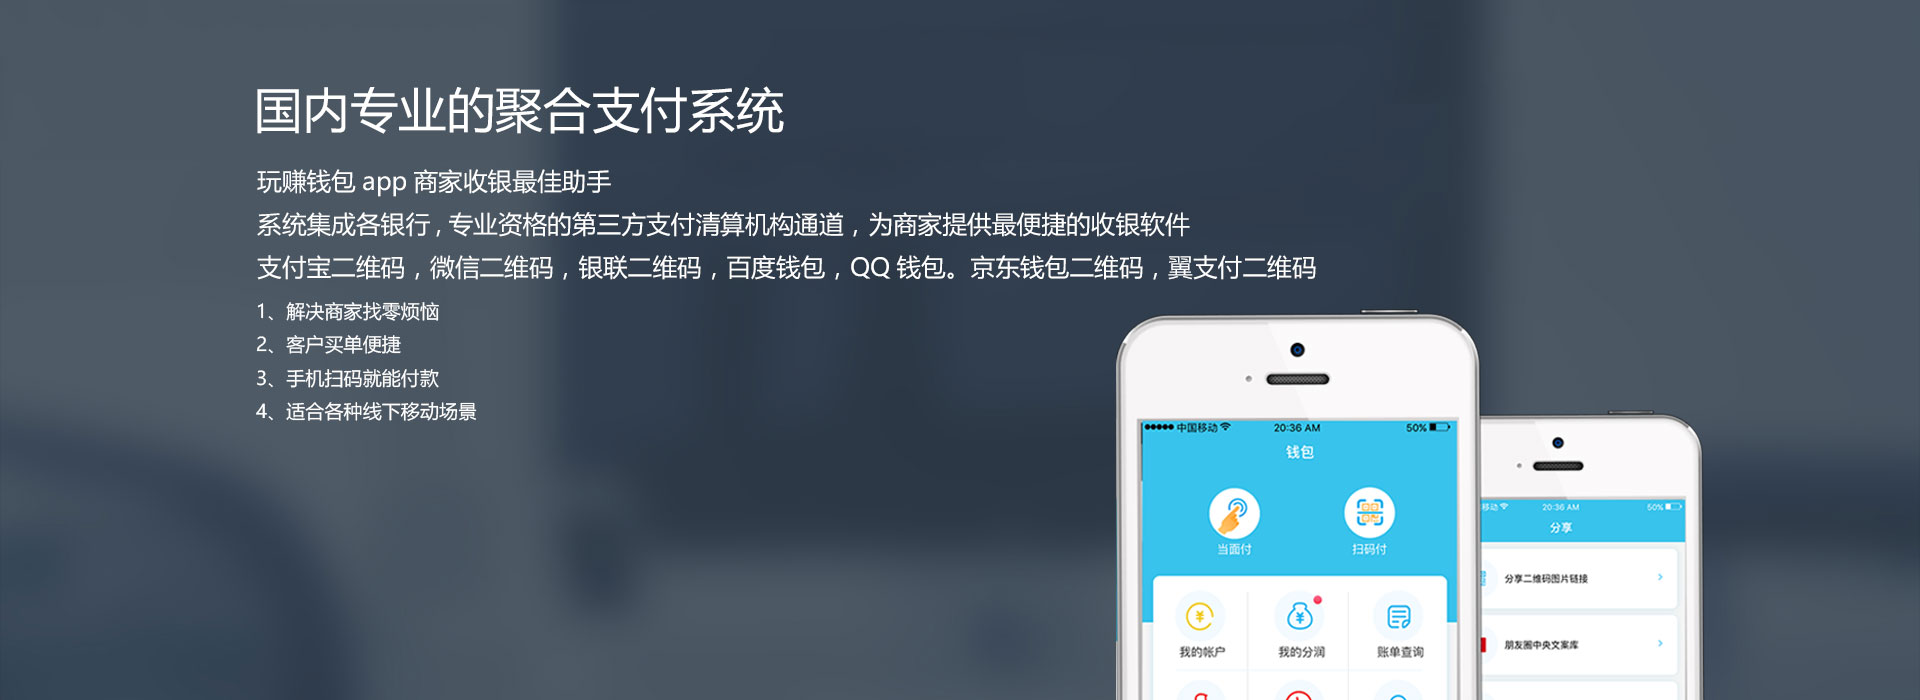 国内专业的聚合支付系统
玩赚钱包 app 商家收银最佳助手
系统集成各银行，专业资格的第三方支付清算机构通道，为商家提供最便捷的收银软件
支付宝二维码，微信二维码，银联二维码，百度钱包，QQ 钱包。京东钱包二维码，翼支付二维码
1、解决商家找零烦恼
2、客户买单便捷
3、手机扫码就能付款
4、适合各种线下移动场景
中国移动 20:36 AM 50%
钱包
当面付 扫码付
我的帐户 我的分润 账单查询
移动 20:36 AM 50%
分享
分享二维码图片链接
朋友圈中央文案库